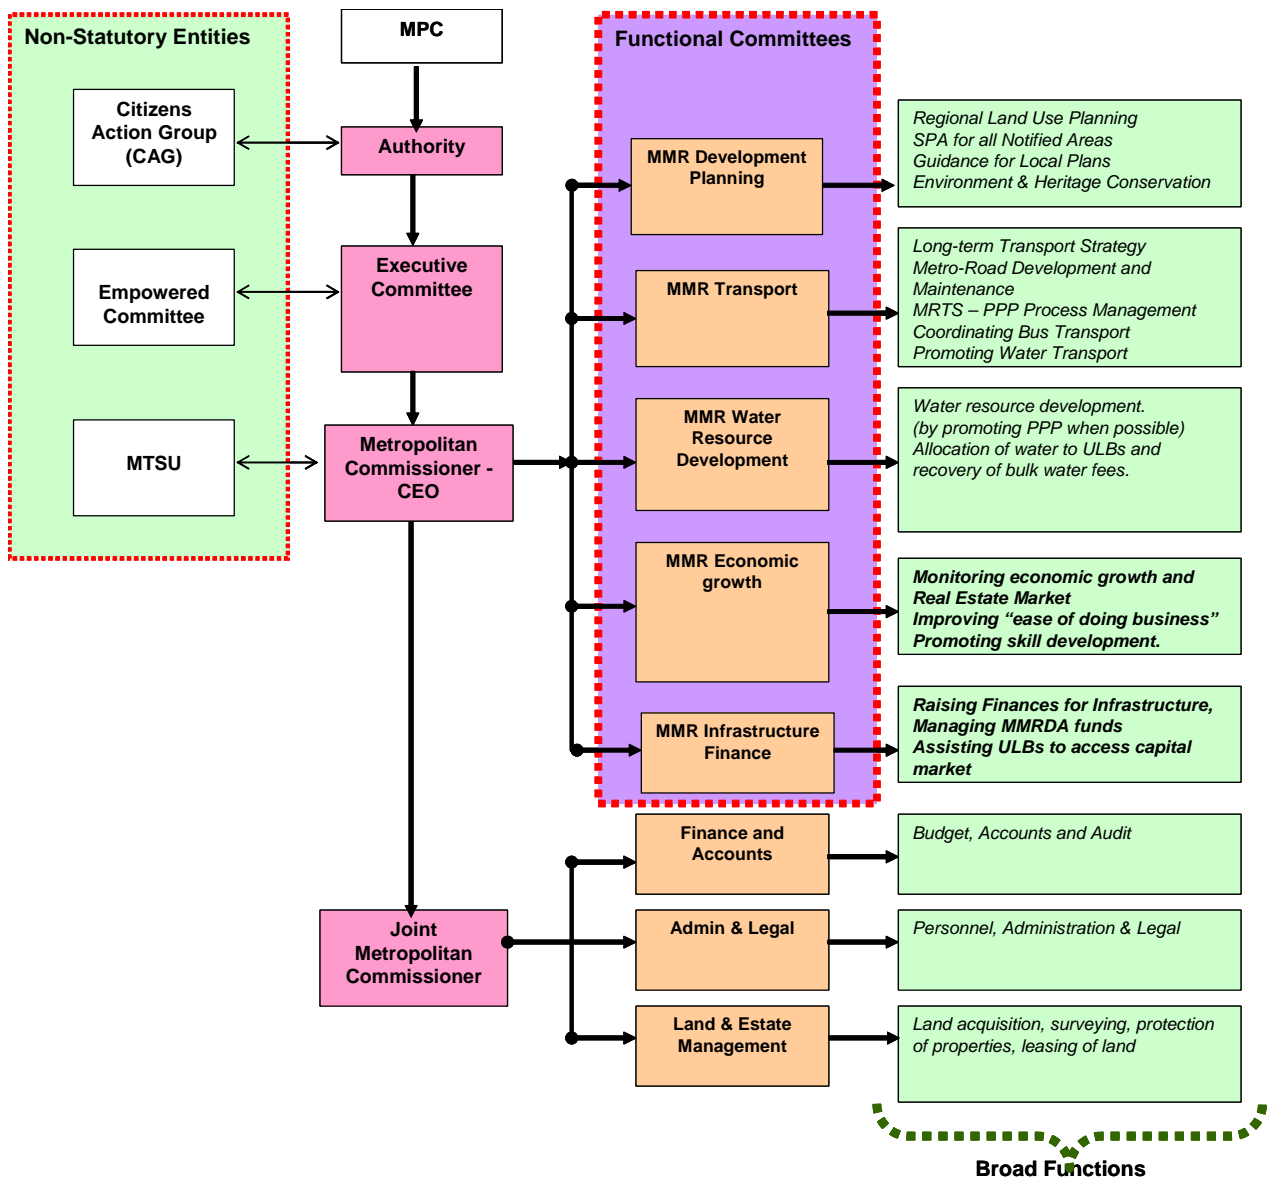 Non-Statutory Entities
MPC
Functional Committees
Citizens
Action Group
(CAG)
Authority
MMR Development
Planning
Regional Land Use Planning
SPA for all Notified Areas
Guidance for Local Plans
Environment & Heritage Conservation
Empowered
Committee
Executive
Committee
MMR Transport
Long-term Transport Strategy
Metro-Road Development and
Maintenance
MRTS – PPP Process Management
Coordinating Bus Transport
Promoting Water Transport
MTSU
Metropolitan
Commissioner -
CEO
MMR Water
Resource
Development
Water resource development.
(by promoting PPP when possible)
Allocation of water to ULBs and
recovery of bulk water fees.
MMR Economic
growth
Monitoring economic growth and
Real Estate Market
Improving “ease of doing business”
Promoting skill development.
MMR Infrastructure
Finance
Raising Finances for Infrastructure,
Managing MMRDA funds
Assisting ULBs to access capital
market
Finance and
Accounts
Budget, Accounts and Audit
Joint
Metropolitan
Commissioner
Admin & Legal
Personnel, Administration & Legal
Land & Estate
Management
Land acquisition, surveying, protection
of properties, leasing of land
Broad Functions